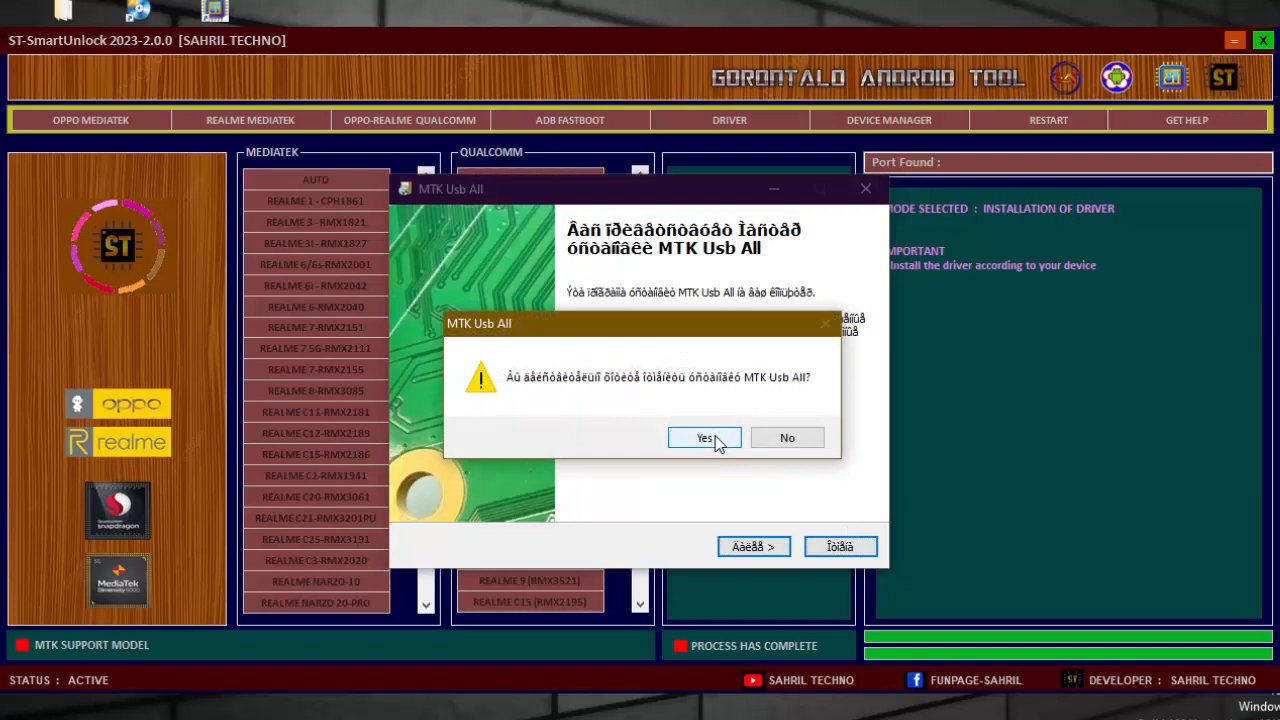 ST-SmartUnlock 2023-2.0.0 [SAHRIL TECHNO]
GORONTALO ANDROID TOOL
ST
OPPO MEDIATEK
REALME MEDIATEK
OPPO-REALME QUALCOMM
ADB FASTBOOT
DRIVER
DEVICE MANAGER
RESTART
GET HELP
ST
oppo
realme
snapdragon
MediaTek
MEDIATEK
AUTO
REALME 1 - CPH1861
REALME 3 - RMX1821
REALME 3I - RMX1827
REALME 6/6s-RMX2001
REALME 6i - RMX2042
REALME 6-RMX2040
REALME 7-RMX2151
REALME 7 5G-RMX2111
REALME 7-RMX2155
REALME 8-RMX3085
REALME C11-RMX2181
REALME C12-RMX2189
REALME C15-RMX2186
REALME C2-RMX1941
REALME C20-RMX3061
REALME C21-RMX3201PU
REALME C25-RMX3191
REALME C3-RMX2020
REALME NARZO-10
REALME NARZO 20-PRO
QUALCOMM
REALME 9 (RMX3521)
REALME C15 (RMX2195)
MTK Usb All
Âàñ ïðèâåòñòâóåò Ìàñòåð
óñòàíîâêè MTK Usb All
Ýòà ïðîãðàììà óñòàíîâèò MTK Usb All íà âàø êîìïüþòåð.
MTK Usb All
Âû äåéñòâèòåëüíî õîòèòå îòìåíèòü óñòàíîâêó MTK Usb All?
Yes
No
Äàëåå >
Îòìåíà
Port Found :
MODE SELECTED : INSTALLATION OF DRIVER
IMPORTANT
Install the driver according to your device
MTK SUPPORT MODEL
PROCESS HAS COMPLETE
STATUS : ACTIVE
SAHRIL TECHNO
FUNPAGE-SAHRIL
ST
DEVELOPER : SAHRIL TECHNO
Window